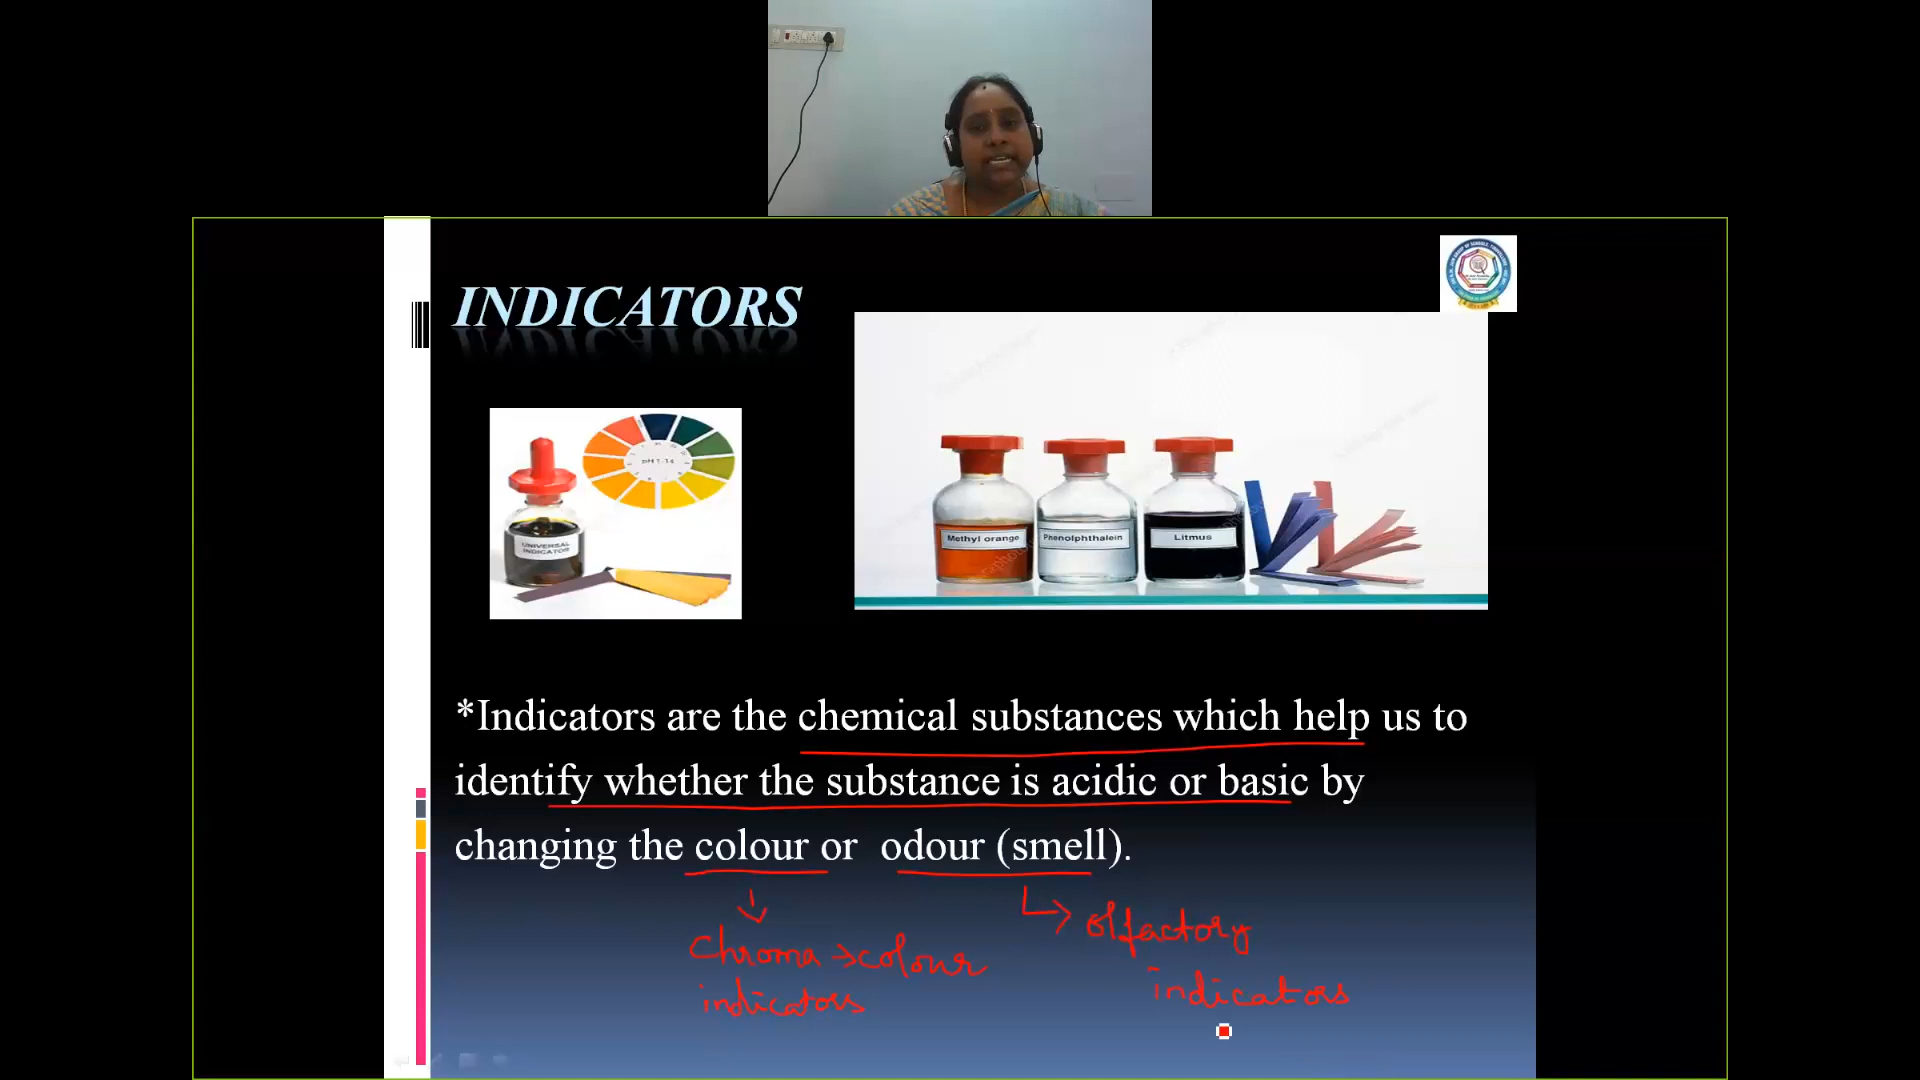 INDICATORS
pH 1-14
UNIVERSAL
INDICATOR
Methyl orange
Phenolphthalein
Litmus
*Indicators are the chemical substances which help us to
identify whether the substance is acidic or basic by
changing the colour or odour (smell).
Chroma → colour
indicators
olfactory
indicators